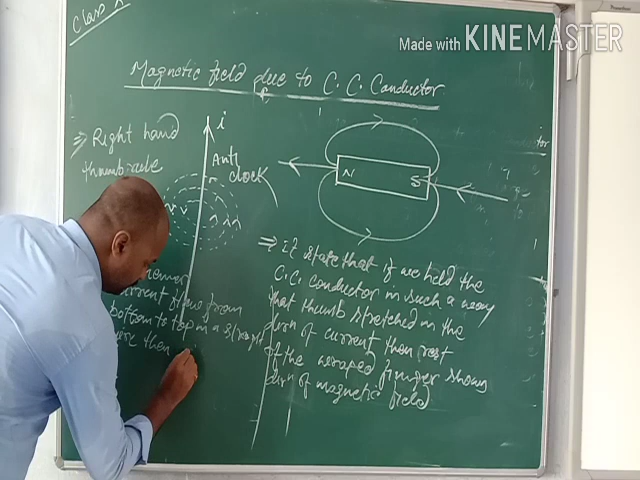 Made with KINEMASTER
Class X
Magnetic field due to C.C. Conductor
⇒ Right hand
thumb rule
i
Anti
clock
N
S
⇒ it state that if we held the
C.C. conductor in such a way
that thumb stretched in the
dirn of current then rest
of the wraped finger shows
dirn of magnetic field
current flows from
bottom to top in a straight
wire then